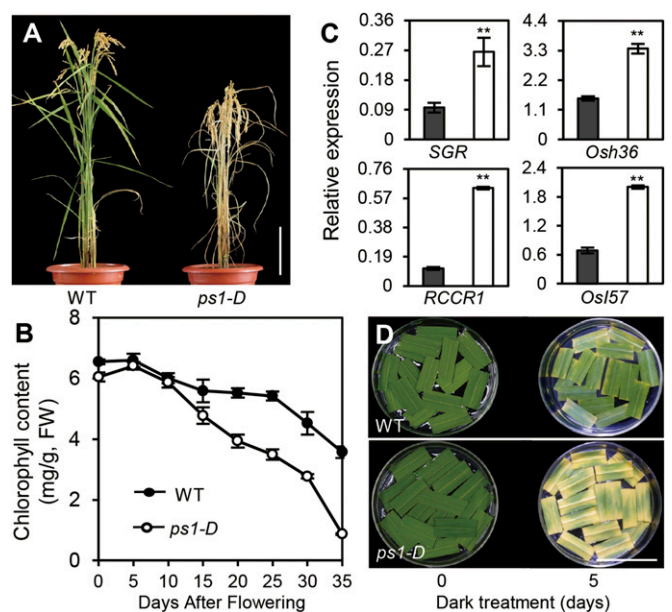 A
WT
ps1-D
B
Chlorophyll content
(mg/g, FW)
8
6
4
2
0
WT
ps1-D
0 5 10 15 20 25 30 35
Days After Flowering
C
Relative expression
0.36
0.27
0.18
0.09
0
**
SGR
4.4
3.3
2.2
1.1
0
**
Osh36
0.76
0.57
0.38
0.19
0
**
RCCR1
2.4
1.8
1.2
0.6
0
**
Osl57
D
WT
ps1-D
0 5
Dark treatment (days)